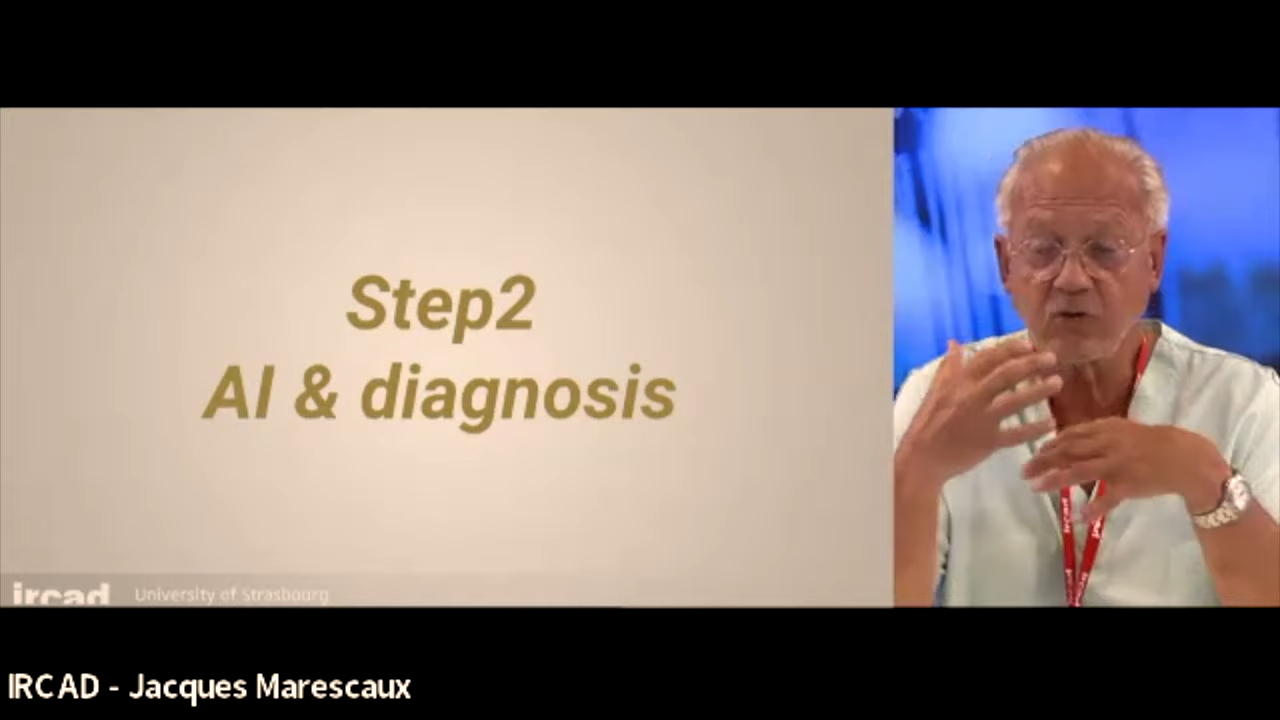 Step2
AI & diagnosis
ircad University of Strasbourg
IRCAD - Jacques Marescaux